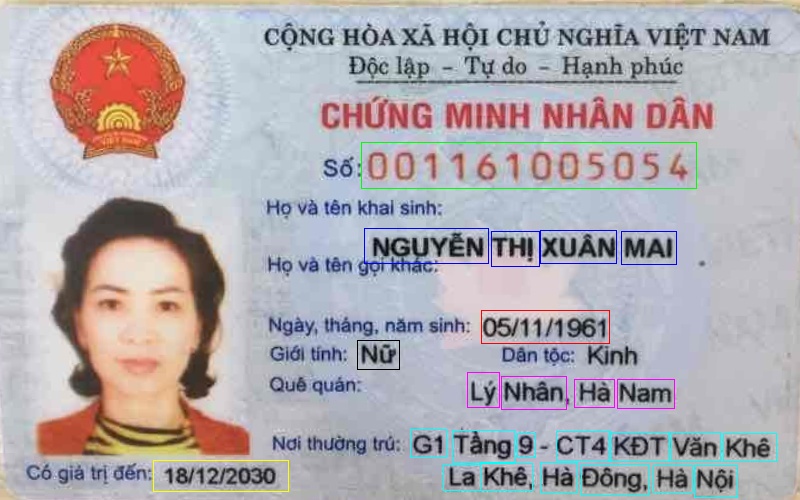 CỘNG HÒA XÃ HỘI CHỦ NGHĨA VIỆT NAM
Độc lập - Tự do - Hạnh phúc
CHỨNG MINH NHÂN DÂN
Số: 001161005054
Họ và tên khai sinh:
NGUYỄN THỊ XUÂN MAI
Họ và tên gọi khác:
Ngày, tháng, năm sinh: 05/11/1961
Giới tính: Nữ Dân tộc: Kinh
Quê quán: Lý Nhân, Hà Nam
Nơi thường trú: G1 Tầng 9 - CT4 KĐT Văn Khê
La Khê, Hà Đông, Hà Nội
Có giá trị đến: 18/12/2030